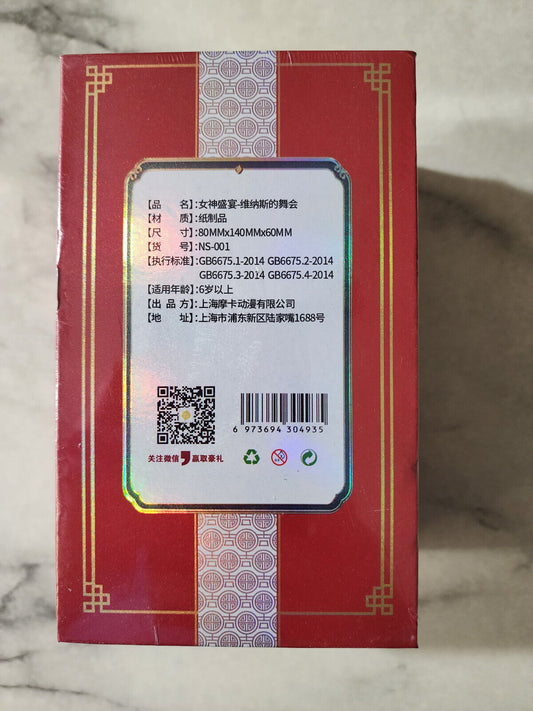 【品 名】:女神盛宴-维纳斯的舞会
【材 质】:纸制品
【尺 寸】:80MMx140MMx60MM
【货 号】:NS-001
【执行标准】:GB6675.1-2014 GB6675.2-2014
GB6675.3-2014 GB6675.4-2014
【适用年龄】:6岁以上
【出 品 方】:上海摩卡动漫有限公司
【地 址】:上海市浦东新区陆家嘴1688号
6 973694 304935
关注微信 赢取豪礼